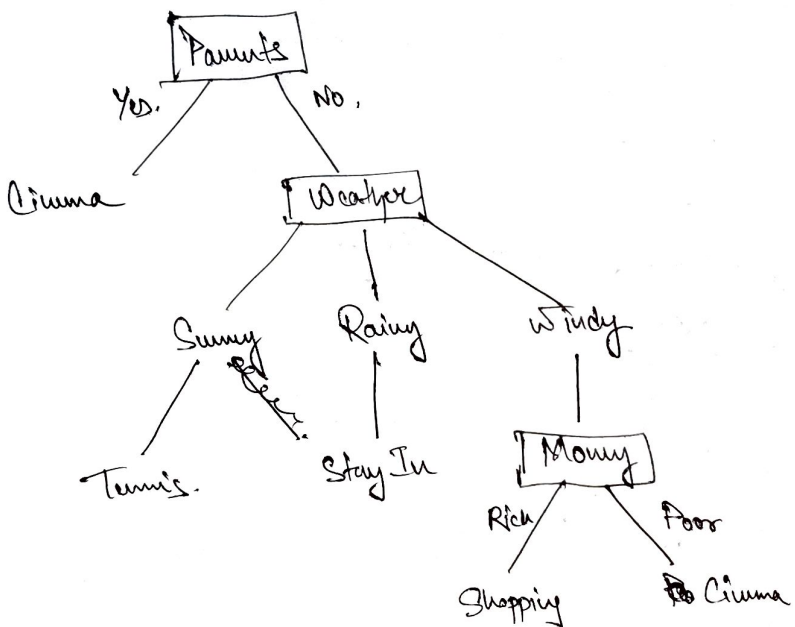 Parents
Yes. No.
Cinema
Weather
Sunny Rainy Windy
Tennis. Stay In
Money
Rich Poor
Shopping Cinema